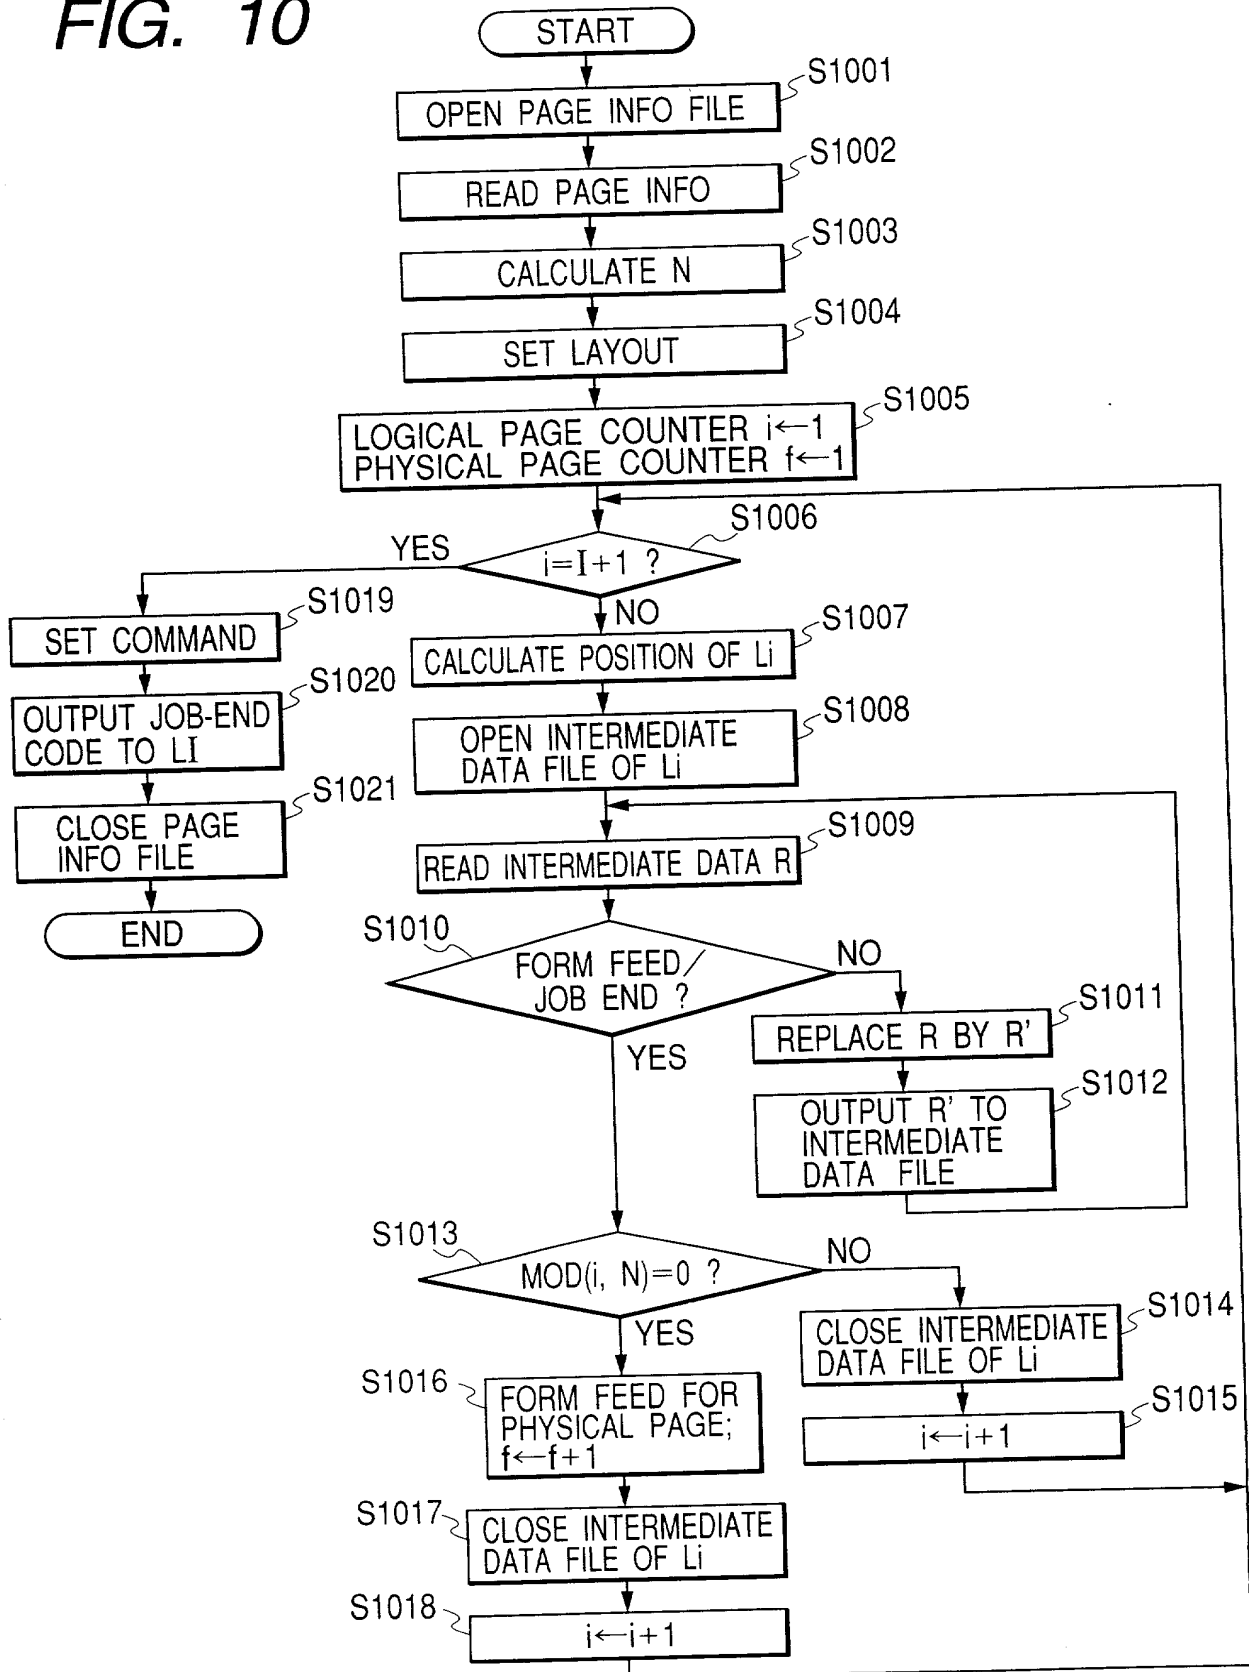 FIG. 10
START
S1001
OPEN PAGE INFO FILE
S1002
READ PAGE INFO
S1003
CALCULATE N
S1004
SET LAYOUT
S1005
LOGICAL PAGE COUNTER i←1
PHYSICAL PAGE COUNTER f←1
S1006
i=I+1 ?
YES
NO
S1019
SET COMMAND
S1020
OUTPUT JOB-END
CODE TO LI
S1021
CLOSE PAGE
INFO FILE
END
S1007
CALCULATE POSITION OF Li
S1008
OPEN INTERMEDIATE
DATA FILE OF Li
S1009
READ INTERMEDIATE DATA R
S1010
FORM FEED/
JOB END ?
NO
YES
S1011
REPLACE R BY R'
S1012
OUTPUT R' TO
INTERMEDIATE
DATA FILE
S1013
MOD(i, N)=0 ?
NO
YES
S1014
CLOSE INTERMEDIATE
DATA FILE OF Li
S1015
i←i+1
S1016
FORM FEED FOR
PHYSICAL PAGE;
f←f+1
S1017
CLOSE INTERMEDIATE
DATA FILE OF Li
S1018
i←i+1